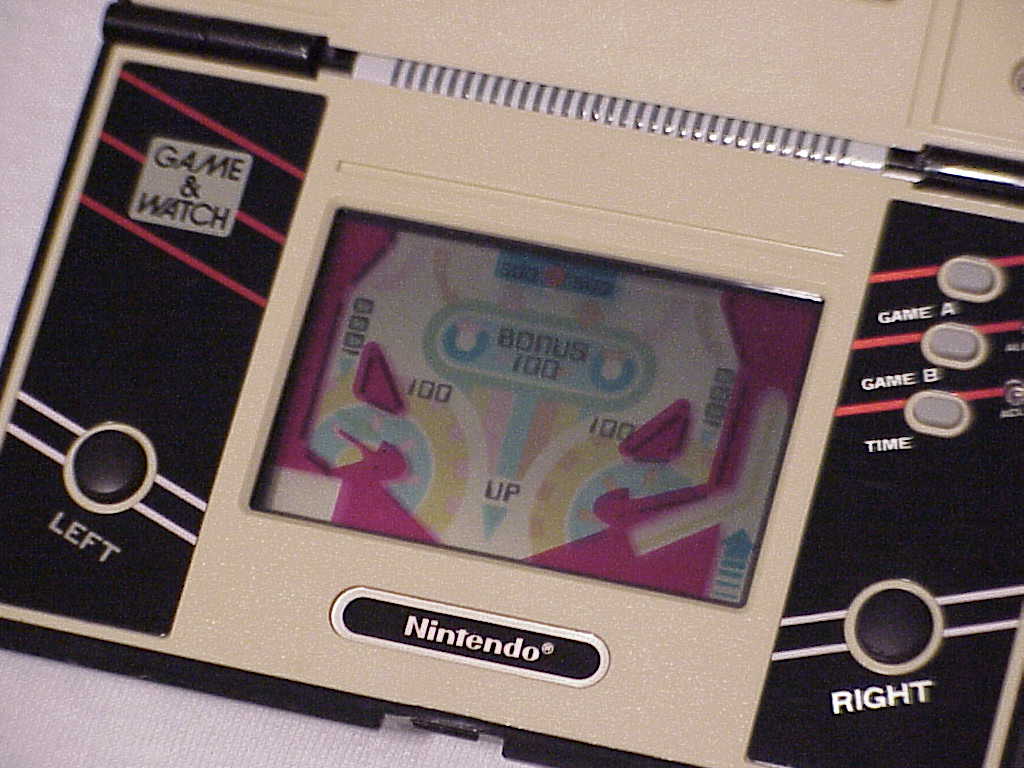 GAME
&
WATCH
BONUS
100
1000
100
100
1000
UP
GAME A
GAME B
TIME
LEFT
Nintendo®
RIGHT